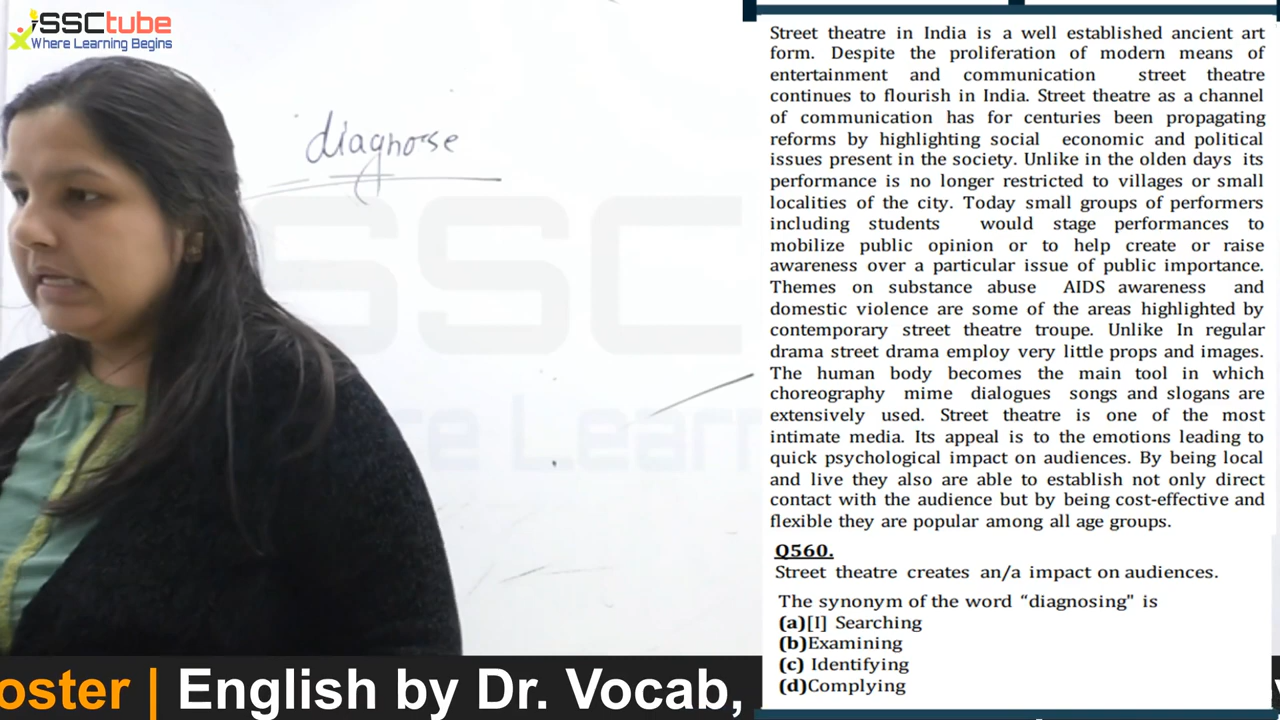 SSCtube
Where Learning Begins
diagnose
SSC
Where Learn
Street theatre in India is a well established ancient art
form. Despite the proliferation of modern means of
entertainment and communication street theatre
continues to flourish in India. Street theatre as a channel
of communication has for centuries been propagating
reforms by highlighting social economic and political
issues present in the society. Unlike in the olden days its
performance is no longer restricted to villages or small
localities of the city. Today small groups of performers
including students would stage performances to
mobilize public opinion or to help create or raise
awareness over a particular issue of public importance.
Themes on substance abuse AIDS awareness and
domestic violence are some of the areas highlighted by
contemporary street theatre troupe. Unlike In regular
drama street drama employ very little props and images.
The human body becomes the main tool in which
choreography mime dialogues songs and slogans are
extensively used. Street theatre is one of the most
intimate media. Its appeal is to the emotions leading to
quick psychological impact on audiences. By being local
and live they also are able to establish not only direct
contact with the audience but by being cost-effective and
flexible they are popular among all age groups.
Q560.
Street theatre creates an/a impact on audiences.
The synonym of the word “diagnosing" is
(a)[I] Searching
(b)Examining
(c) Identifying
(d)Complying
oster | English by Dr. Vocab,